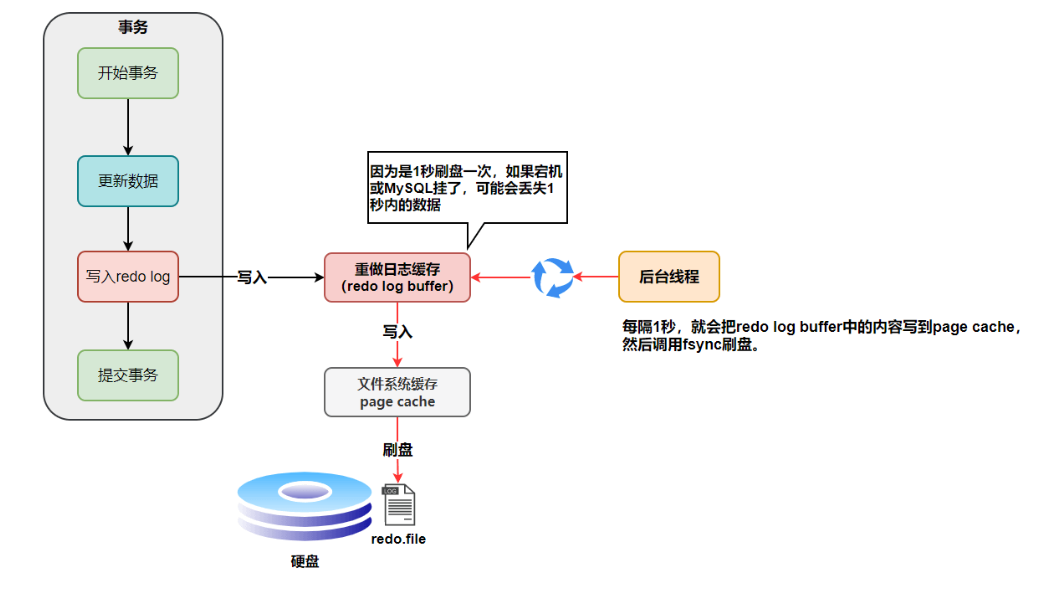 事务
开始事务
更新数据
写入redo log
提交事务
写入
因为是1秒刷盘一次，如果宕机
或MySQL挂了，可能会丢失1
秒内的数据
重做日志缓存
（redo log buffer）
后台线程
每隔1秒，就会把redo log buffer中的内容写到page cache，
然后调用fsync刷盘。
写入
文件系统缓存
page cache
刷盘
LOG
redo.file
硬盘